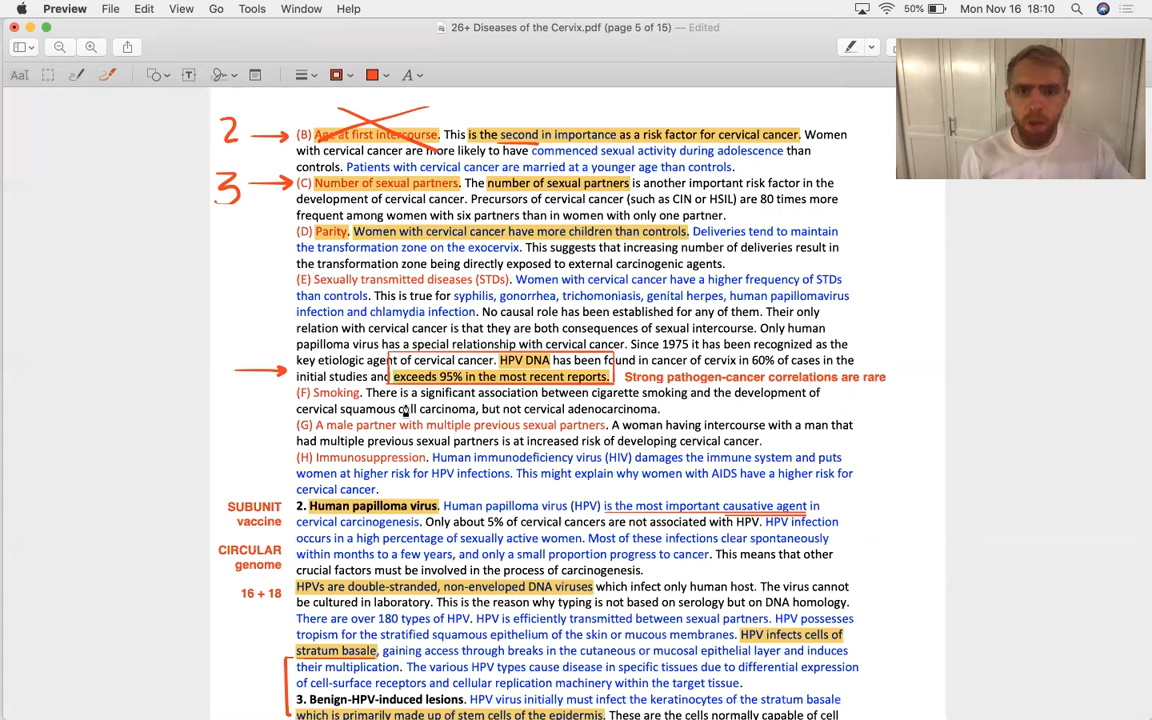 Preview File Edit View Go Tools Window Help 50% Mon Nov 16 18:10
26+ Diseases of the Cervix.pdf (page 5 of 15) — Edited
2 (B) Age at first intercourse. This is the second in importance as a risk factor for cervical cancer. Women
with cervical cancer are more likely to have commenced sexual activity during adolescence than
controls. Patients with cervical cancer are married at a younger age than controls.
3 (C) Number of sexual partners. The number of sexual partners is another important risk factor in the
development of cervical cancer. Precursors of cervical cancer (such as CIN or HSIL) are 80 times more
frequent among women with six partners than in women with only one partner.
(D) Parity. Women with cervical cancer have more children than controls. Deliveries tend to maintain
the transformation zone on the exocervix. This suggests that increasing number of deliveries result in
the transformation zone being directly exposed to external carcinogenic agents.
(E) Sexually transmitted diseases (STDs). Women with cervical cancer have a higher frequency of STDs
than controls. This is true for syphilis, gonorrhea, trichomoniasis, genital herpes, human papillomavirus
infection and chlamydia infection. No causal role has been established for any of them. Their only
relation with cervical cancer is that they are both consequences of sexual intercourse. Only human
papilloma virus has a special relationship with cervical cancer. Since 1975 it has been recognized as the
key etiologic agent of cervical cancer. HPV DNA has been found in cancer of cervix in 60% of cases in the
initial studies and exceeds 95% in the most recent reports. Strong pathogen-cancer correlations are rare
(F) Smoking. There is a significant association between cigarette smoking and the development of
cervical squamous cell carcinoma, but not cervical adenocarcinoma.
(G) A male partner with multiple previous sexual partners. A woman having intercourse with a man that
had multiple previous sexual partners is at increased risk of developing cervical cancer.
(H) Immunosuppression. Human immunodeficiency virus (HIV) damages the immune system and puts
women at higher risk for HPV infections. This might explain why women with AIDS have a higher risk for
cervical cancer.
SUBUNIT 2. Human papilloma virus. Human papilloma virus (HPV) is the most important causative agent in
vaccine cervical carcinogenesis. Only about 5% of cervical cancers are not associated with HPV. HPV infection
occurs in a high percentage of sexually active women. Most of these infections clear spontaneously
CIRCULAR within months to a few years, and only a small proportion progress to cancer. This means that other
genome crucial factors must be involved in the process of carcinogenesis.
16 + 18 HPVs are double-stranded, non-enveloped DNA viruses which infect only human host. The virus cannot
be cultured in laboratory. This is the reason why typing is not based on serology but on DNA homology.
There are over 180 types of HPV. HPV is efficiently transmitted between sexual partners. HPV possesses
tropism for the stratified squamous epithelium of the skin or mucous membranes. HPV infects cells of
stratum basale, gaining access through breaks in the cutaneous or mucosal epithelial layer and induces
their multiplication. The various HPV types cause disease in specific tissues due to differential expression
of cell-surface receptors and cellular replication machinery within the target tissue.
3. Benign-HPV-induced lesions. HPV virus initially must infect the keratinocytes of the stratum basale
which is primarily made up of stem cells of the epidermis. These are the cells normally capable of cell